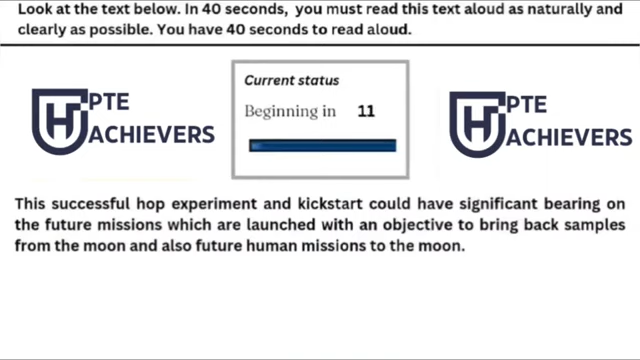 Look at the text below. In 40 seconds, you must read this text aloud as naturally and
clearly as possible. You have 40 seconds to read aloud.
PTE
ACHIEVERS
Current status
Beginning in 11
PTE
ACHIEVERS
This successful hop experiment and kickstart could have significant bearing on
the future missions which are launched with an objective to bring back samples
from the moon and also future human missions to the moon.